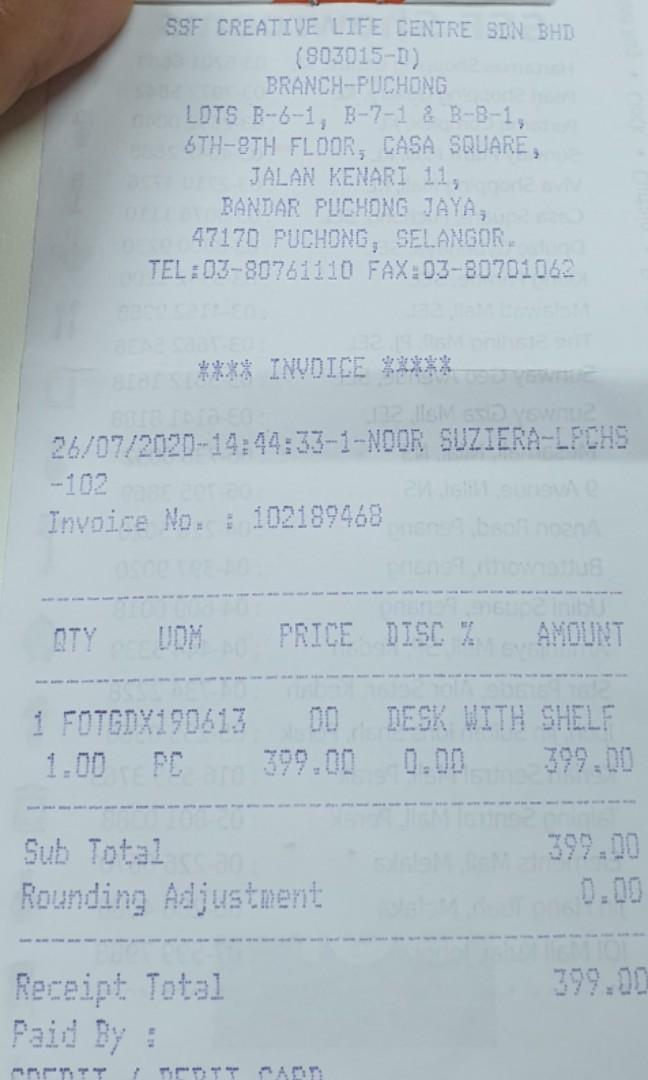 SSF CREATIVE LIFE CENTRE SDN BHD
(803015-D)
BRANCH-PUCHONG
LOTS B-6-1, B-7-1 & B-8-1,
6TH-8TH FLOOR, CASA SQUARE,
JALAN KENARI 11,
BANDAR PUCHONG JAYA,
47170 PUCHONG, SELANGOR.
TEL:03-80761110 FAX:03-80701062
**** INVOICE *****
26/07/2020-14:44:33-1-NOOR SUZIERA-LPCHS
-102
Invoice No. : 102189468
QTY UOM PRICE DISC % AMOUNT
1 FOTGDX190613 00 DESK WITH SHELF
1.00 PC 399.00 0.00 399.00
Sub Total 399.00
Rounding Adjustment 0.00
Receipt Total 399.00
Paid By :
CREDIT / DEBIT CARD